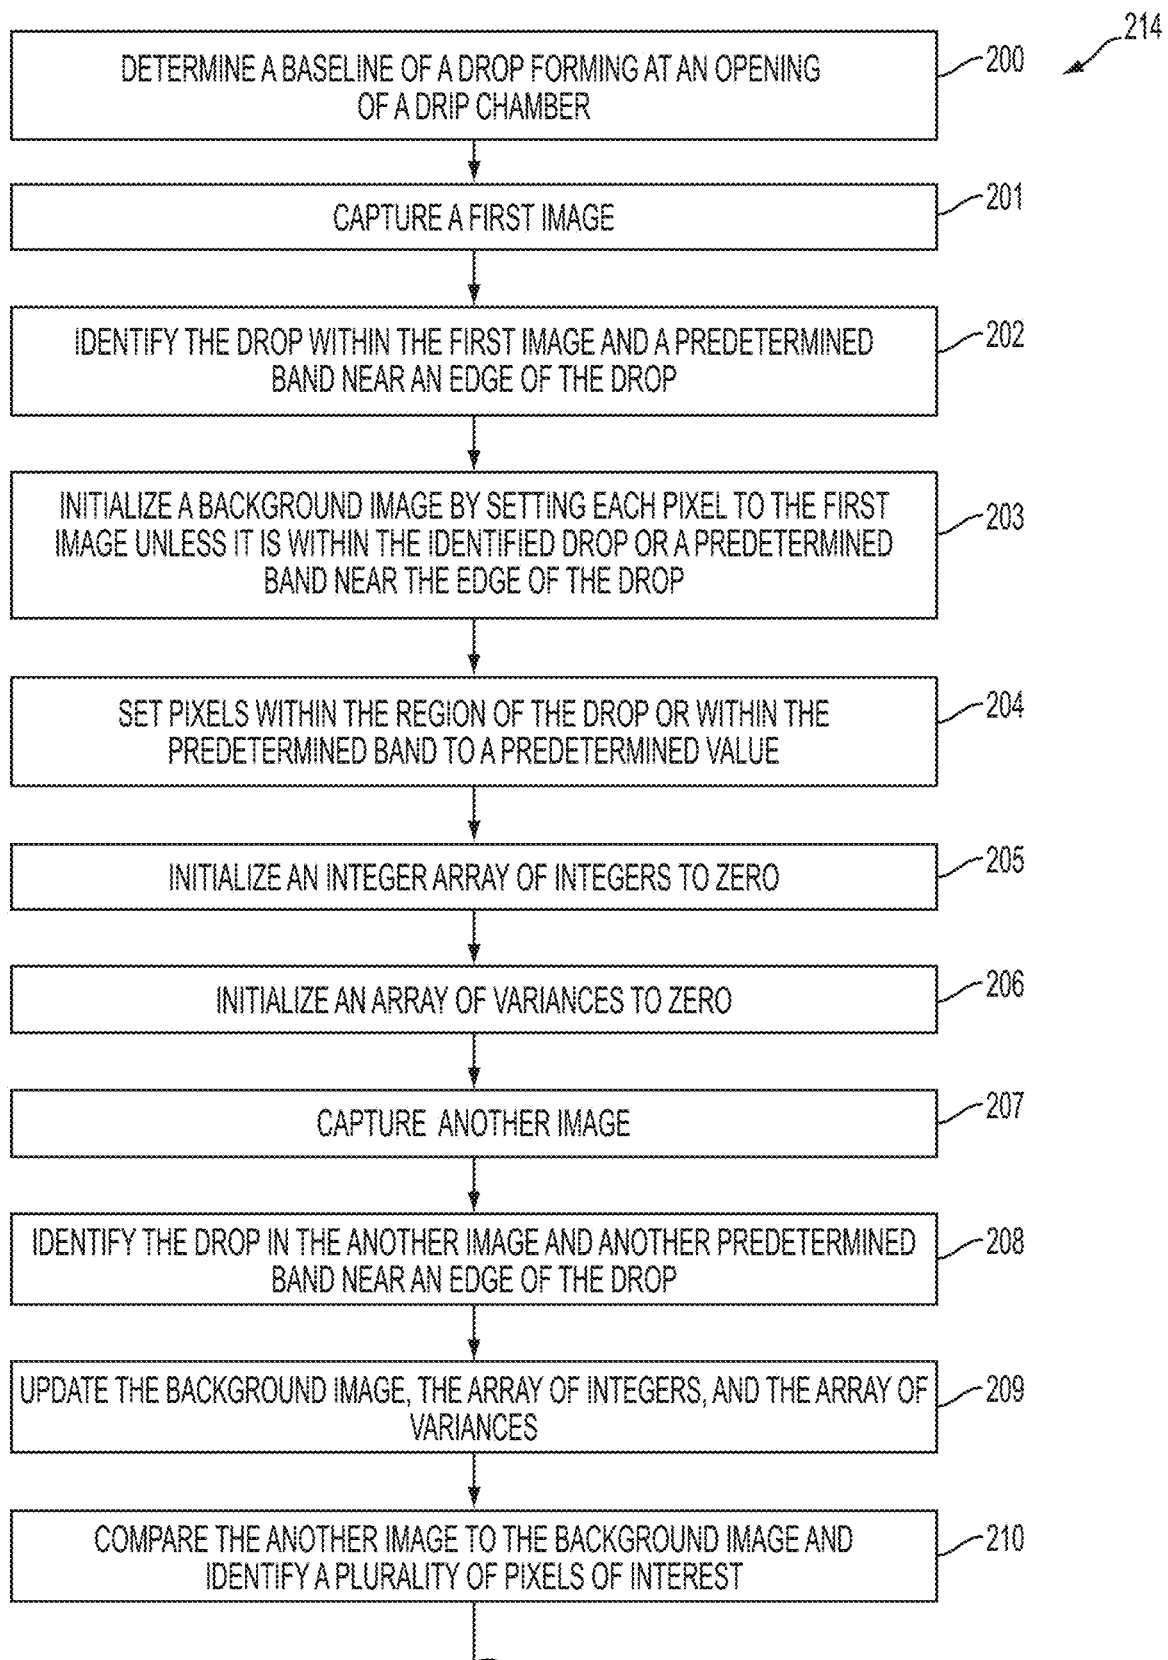 214
DETERMINE A BASELINE OF A DROP FORMING AT AN OPENING
OF A DRIP CHAMBER
200
CAPTURE A FIRST IMAGE
201
IDENTIFY THE DROP WITHIN THE FIRST IMAGE AND A PREDETERMINED
BAND NEAR AN EDGE OF THE DROP
202
INITIALIZE A BACKGROUND IMAGE BY SETTING EACH PIXEL TO THE FIRST
IMAGE UNLESS IT IS WITHIN THE IDENTIFIED DROP OR A PREDETERMINED
BAND NEAR THE EDGE OF THE DROP
203
SET PIXELS WITHIN THE REGION OF THE DROP OR WITHIN THE
PREDETERMINED BAND TO A PREDETERMINED VALUE
204
INITIALIZE AN INTEGER ARRAY OF INTEGERS TO ZERO
205
INITIALIZE AN ARRAY OF VARIANCES TO ZERO
206
CAPTURE ANOTHER IMAGE
207
IDENTIFY THE DROP IN THE ANOTHER IMAGE AND ANOTHER PREDETERMINED
BAND NEAR AN EDGE OF THE DROP
208
UPDATE THE BACKGROUND IMAGE, THE ARRAY OF INTEGERS, AND THE ARRAY OF
VARIANCES
209
COMPARE THE ANOTHER IMAGE TO THE BACKGROUND IMAGE AND
IDENTIFY A PLURALITY OF PIXELS OF INTEREST
210